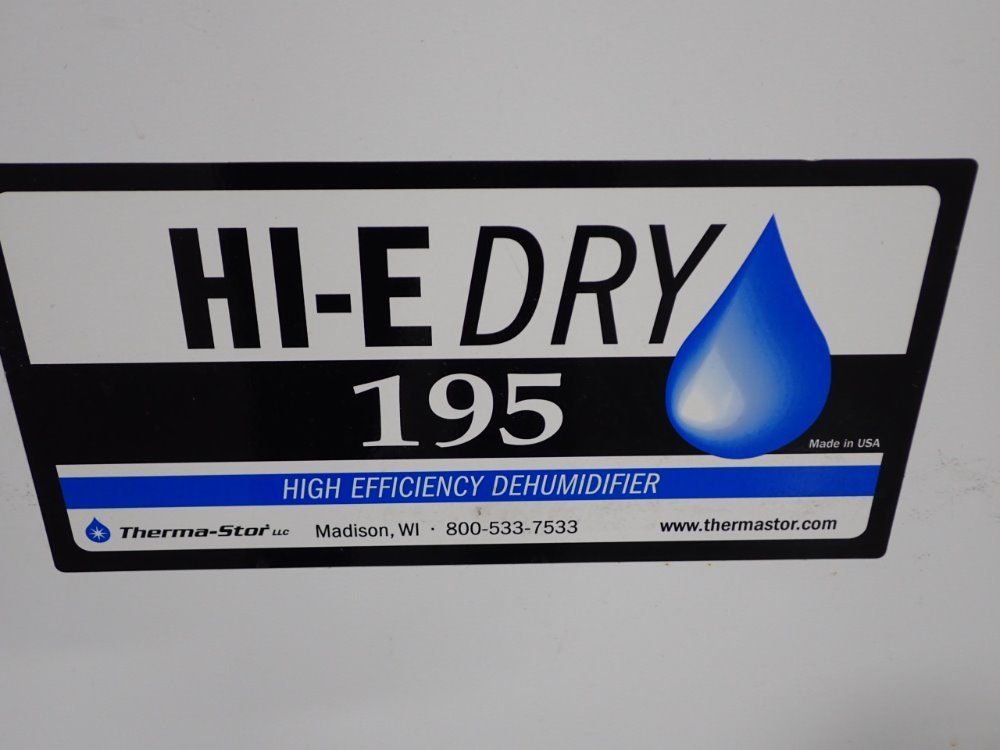 HI-E DRY
195
Made in USA
HIGH EFFICIENCY DEHUMIDIFIER
Therma-Stor LLC Madison, WI · 800-533-7533 www.thermastor.com